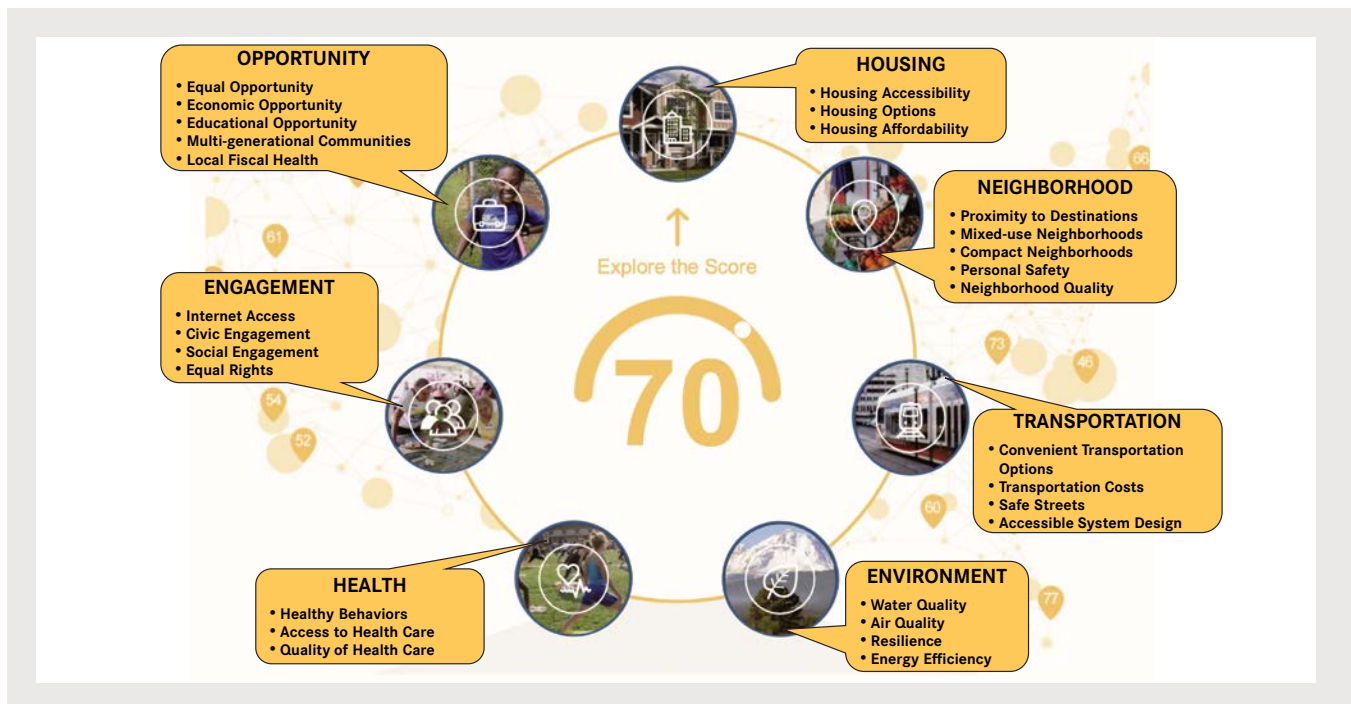 OPPORTUNITY
• Equal Opportunity
• Economic Opportunity
• Educational Opportunity
• Multi-generational Communities
• Local Fiscal Health
HOUSING
• Housing Accessibility
• Housing Options
• Housing Affordability
66
NEIGHBORHOOD
• Proximity to Destinations
• Mixed-use Neighborhoods
• Compact Neighborhoods
• Personal Safety
• Neighborhood Quality
61
Explore the Score
70
ENGAGEMENT
• Internet Access
• Civic Engagement
• Social Engagement
• Equal Rights
73
46
54
52
TRANSPORTATION
• Convenient Transportation
Options
• Transportation Costs
• Safe Streets
• Accessible System Design
60
HEALTH
• Healthy Behaviors
• Access to Health Care
• Quality of Health Care
ENVIRONMENT
• Water Quality
• Air Quality
• Resilience
• Energy Efficiency
77